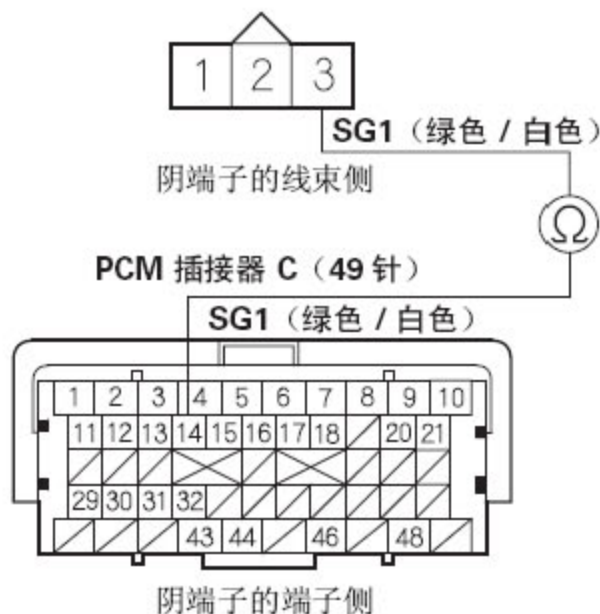 1 2 3
SG1（绿色 / 白色）
阴端子的线束侧
Ω
PCM 插接器 C（49 针）
SG1（绿色 / 白色）
1 2 3 4 5 6 7 8 9 10
11 12 13 14 15 16 17 18 20 21
29 30 31 32
43 44 46 48
阴端子的端子侧